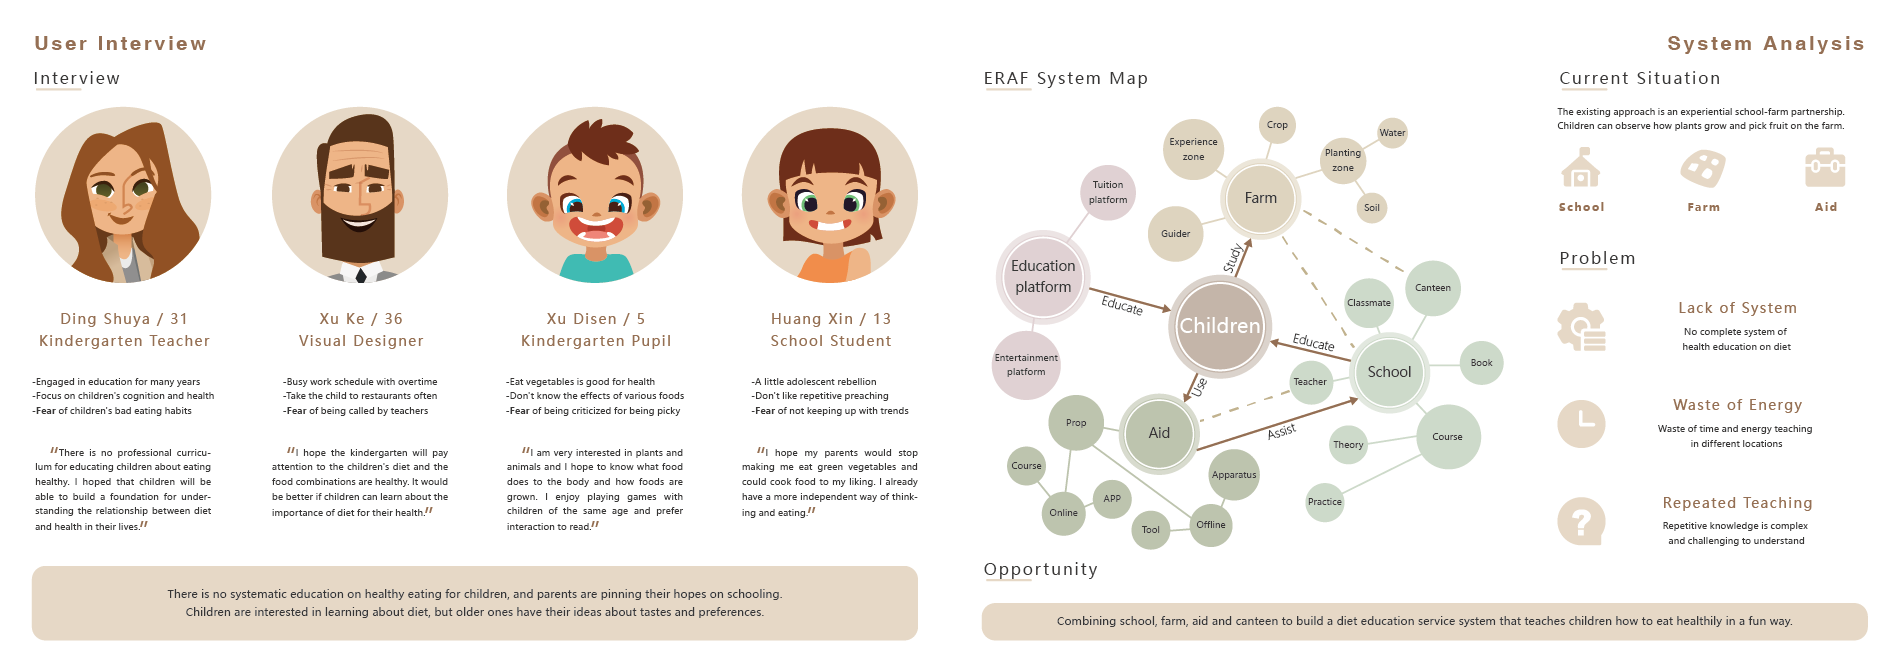 User Interview
Interview
Ding Shuya / 31
Kindergarten Teacher
-Engaged in education for many years
-Focus on children's cognition and health
-Fear of children's bad eating habits
"There is no professional curricu-
lum for educating children about eating
healthy. I hoped that children will be
able to build a foundation for under-
standing the relationship between diet
and health in their lives."
Xu Ke / 36
Visual Designer
-Busy work schedule with overtime
-Take the child to restaurants often
-Fear of being called by teachers
"I hope the kindergarten will pay
attention to the children's diet and the
food combinations are healthy. It would
be better if children can learn about the
importance of diet for their health."
Xu Disen / 5
Kindergarten Pupil
-Eat vegetables is good for health
-Don't know the effects of various foods
-Fear of being criticized for being picky
"I am very interested in plants and
animals and I hope to know what food
does to the body and how foods are
grown. I enjoy playing games with
children of the same age and prefer
interaction to read."
Huang Xin / 13
School Student
-A little adolescent rebellion
-Don't like repetitive preaching
-Fear of not keeping up with trends
"I hope my parents would stop
making me eat green vegetables and
could cook food to my liking. I already
have a more independent way of think-
ing and eating."
There is no systematic education on healthy eating for children, and parents are pinning their hopes on schooling.
Children are interested in learning about diet, but older ones have their ideas about tastes and preferences.
System Analysis
ERAF System Map
Crop
Water
Experience
zone
Planting
zone
Tuition
platform
Farm
Soil
Guider
Study
Education
platform
Educate
Canteen
Classmate
Children
Educate
Entertainment
platform
Book
School
Teacher
Use
Prop
Aid
Assist
Course
Theory
Course
Apparatus
APP
Practice
Online
Offline
Tool
Current Situation
The existing approach is an experiential school-farm partnership.
Children can observe how plants grow and pick fruit on the farm.
School
Farm
Aid
Problem
Lack of System
No complete system of
health education on diet
Waste of Energy
Waste of time and energy teaching
in different locations
?
Repeated Teaching
Repetitive knowledge is complex
and challenging to understand
Opportunity
Combining school, farm, aid and canteen to build a diet education service system that teaches children how to eat healthily in a fun way.